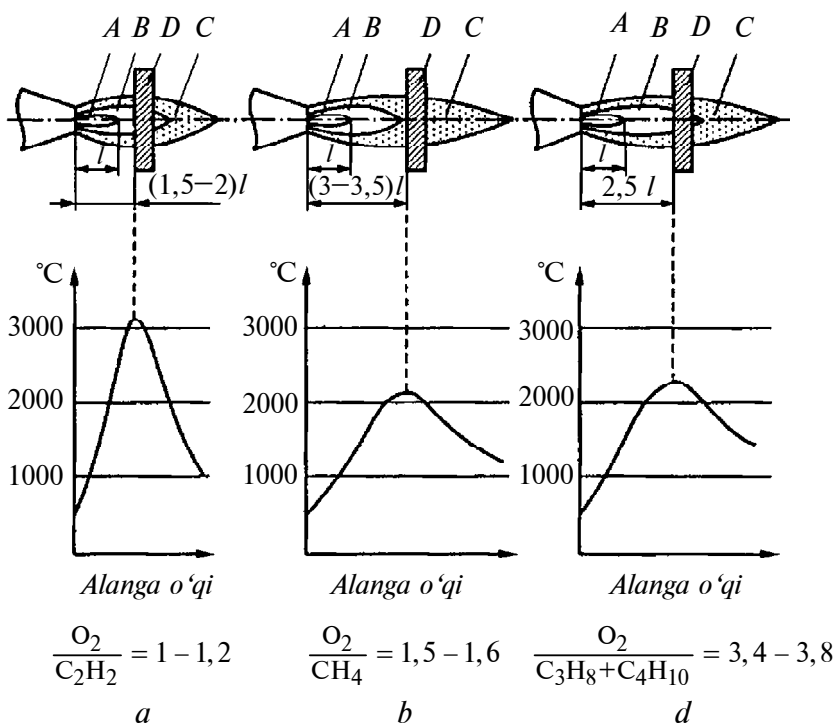 A B D C
A B D C
A B D C
l
l
l
(1,5−2)l
(3−3,5)l
2,5 l
°C
°C
°C
3000
3000
3000
2000
2000
2000
1000
1000
1000
Alanga o‘qi
Alanga o‘qi
Alanga o‘qi
O₂/C₂H₂ = 1 – 1,2
O₂/CH₄ = 1,5 – 1,6
O₂/C₃H₈+C₄H₁₀ = 3,4 – 3,8
a
b
d